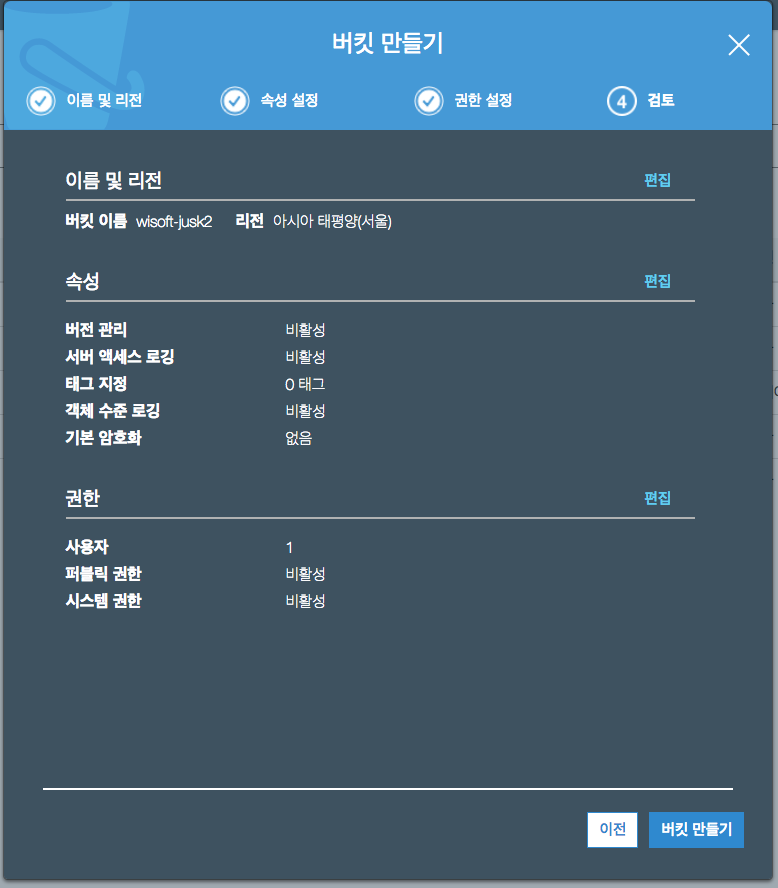 버킷 만들기
이름 및 리전 속성 설정 권한 설정 4 검토
이름 및 리전 편집
버킷 이름 wisoft-jusk2 리전 아시아 태평양(서울)
속성 편집
버전 관리 비활성
서버 액세스 로깅 비활성
태그 지정 0 태그
객체 수준 로깅 비활성
기본 암호화 없음
권한 편집
사용자 1
퍼블릭 권한 비활성
시스템 권한 비활성
이전 버킷 만들기